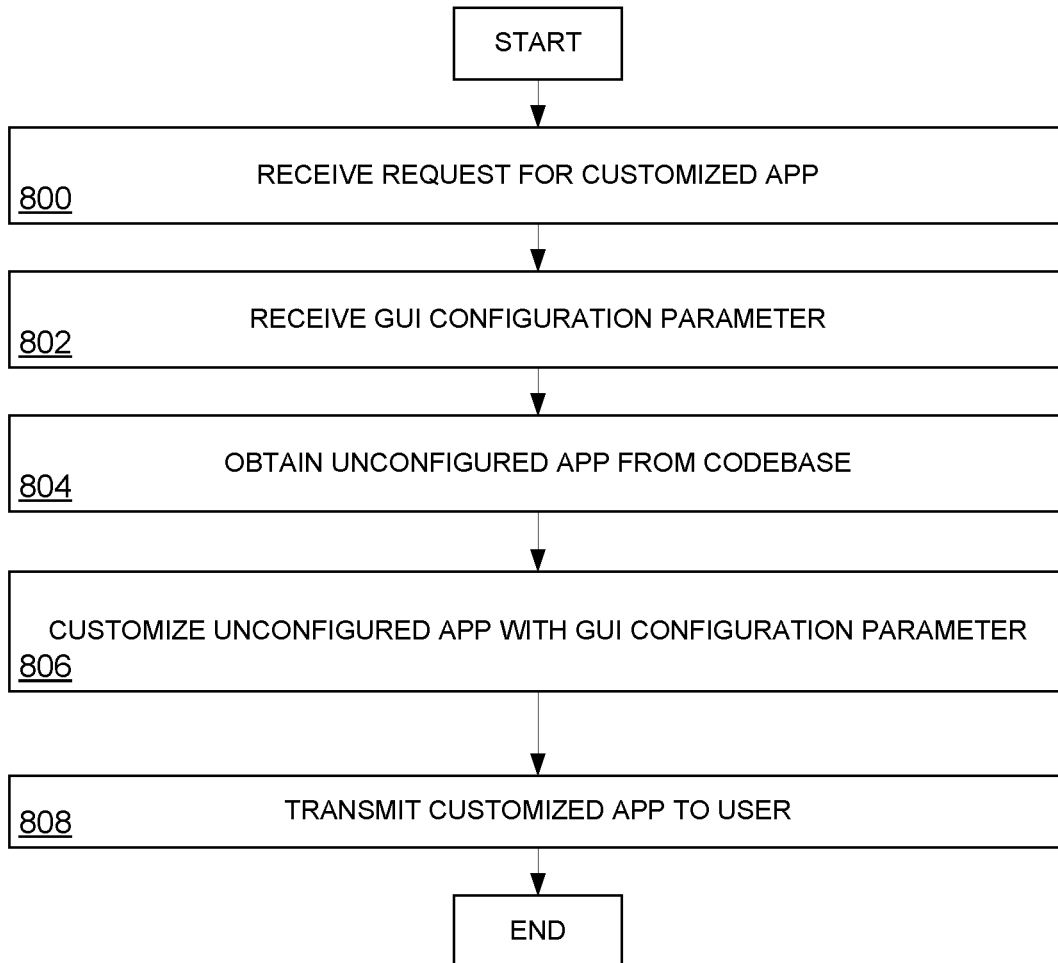 START
RECEIVE REQUEST FOR CUSTOMIZED APP
800
RECEIVE GUI CONFIGURATION PARAMETER
802
OBTAIN UNCONFIGURED APP FROM CODEBASE
804
CUSTOMIZE UNCONFIGURED APP WITH GUI CONFIGURATION PARAMETER
806
TRANSMIT CUSTOMIZED APP TO USER
808
END